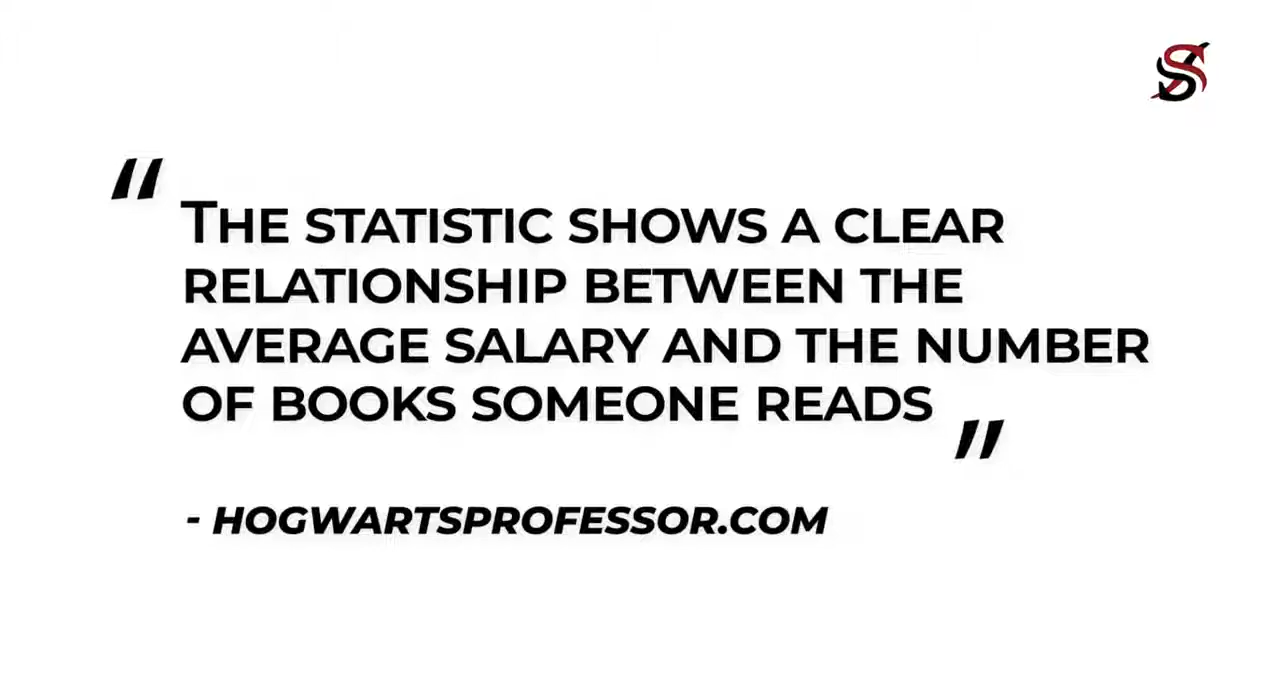 “
THE STATISTIC SHOWS A CLEAR
RELATIONSHIP BETWEEN THE
AVERAGE SALARY AND THE NUMBER
OF BOOKS SOMEONE READS
”
- HOGWARTSPROFESSOR.COM